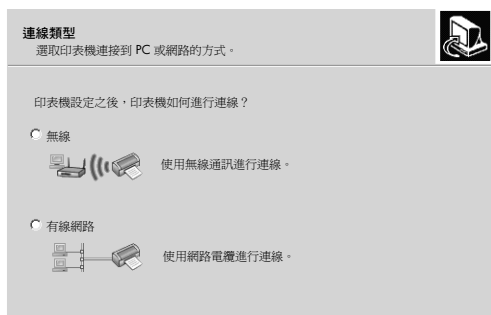 連線類型
選取印表機連接到 PC 或網路的方式。
印表機設定之後，印表機如何進行連線？
無線
使用無線通訊進行連線。
有線網路
使用網路電纜進行連線。